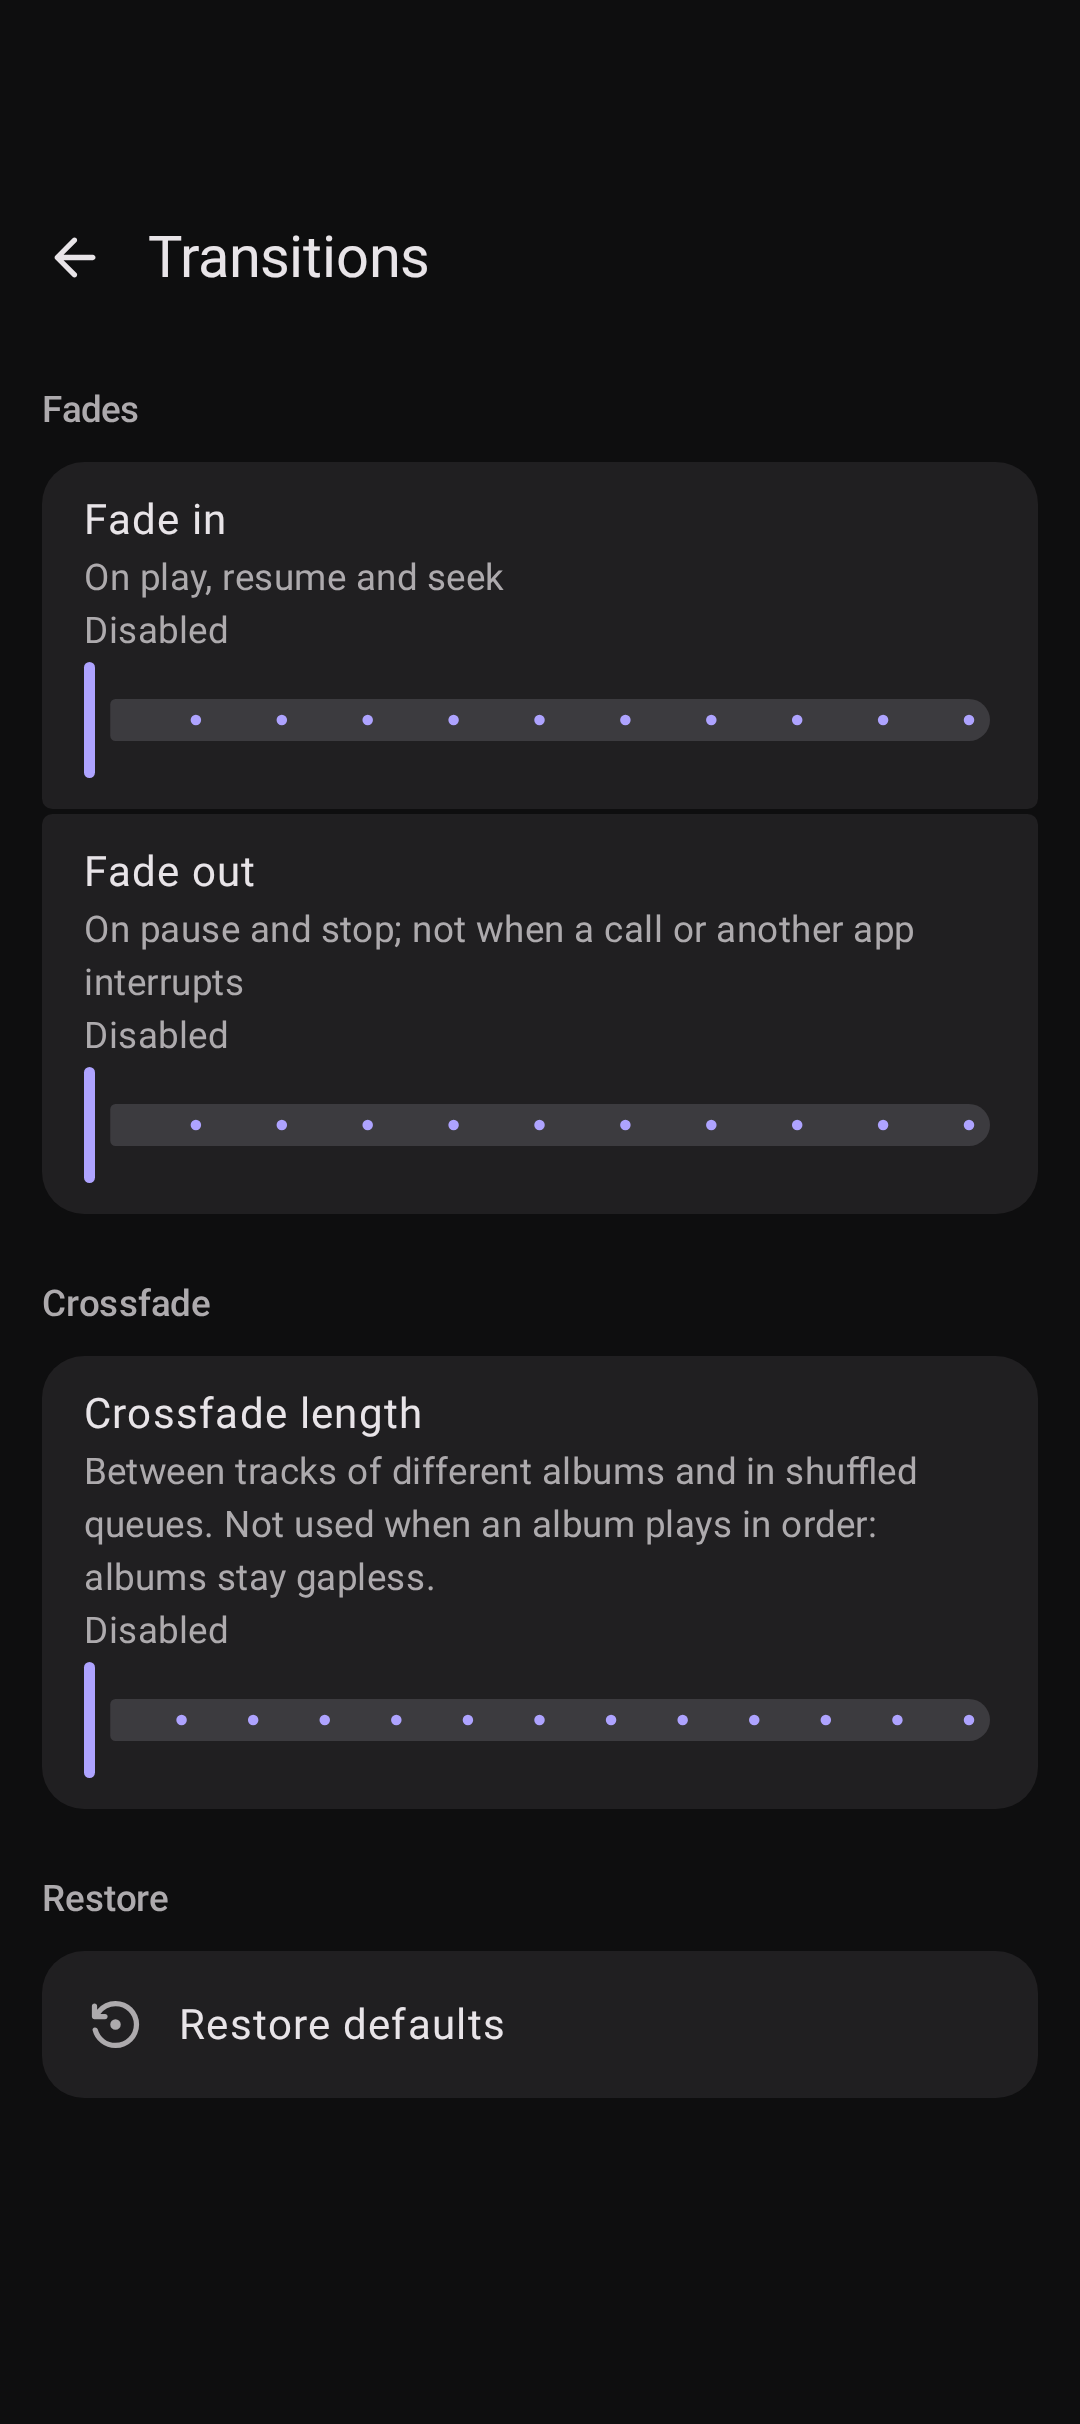 Transitions
Fades
Fade in
On play, resume and seek
Disabled
Fade out
On pause and stop; not when a call or another app
interrupts
Disabled
Crossfade
Crossfade length
Between tracks of different albums and in shuffled
queues. Not used when an album plays in order:
albums stay gapless.
Disabled
Restore
Restore defaults